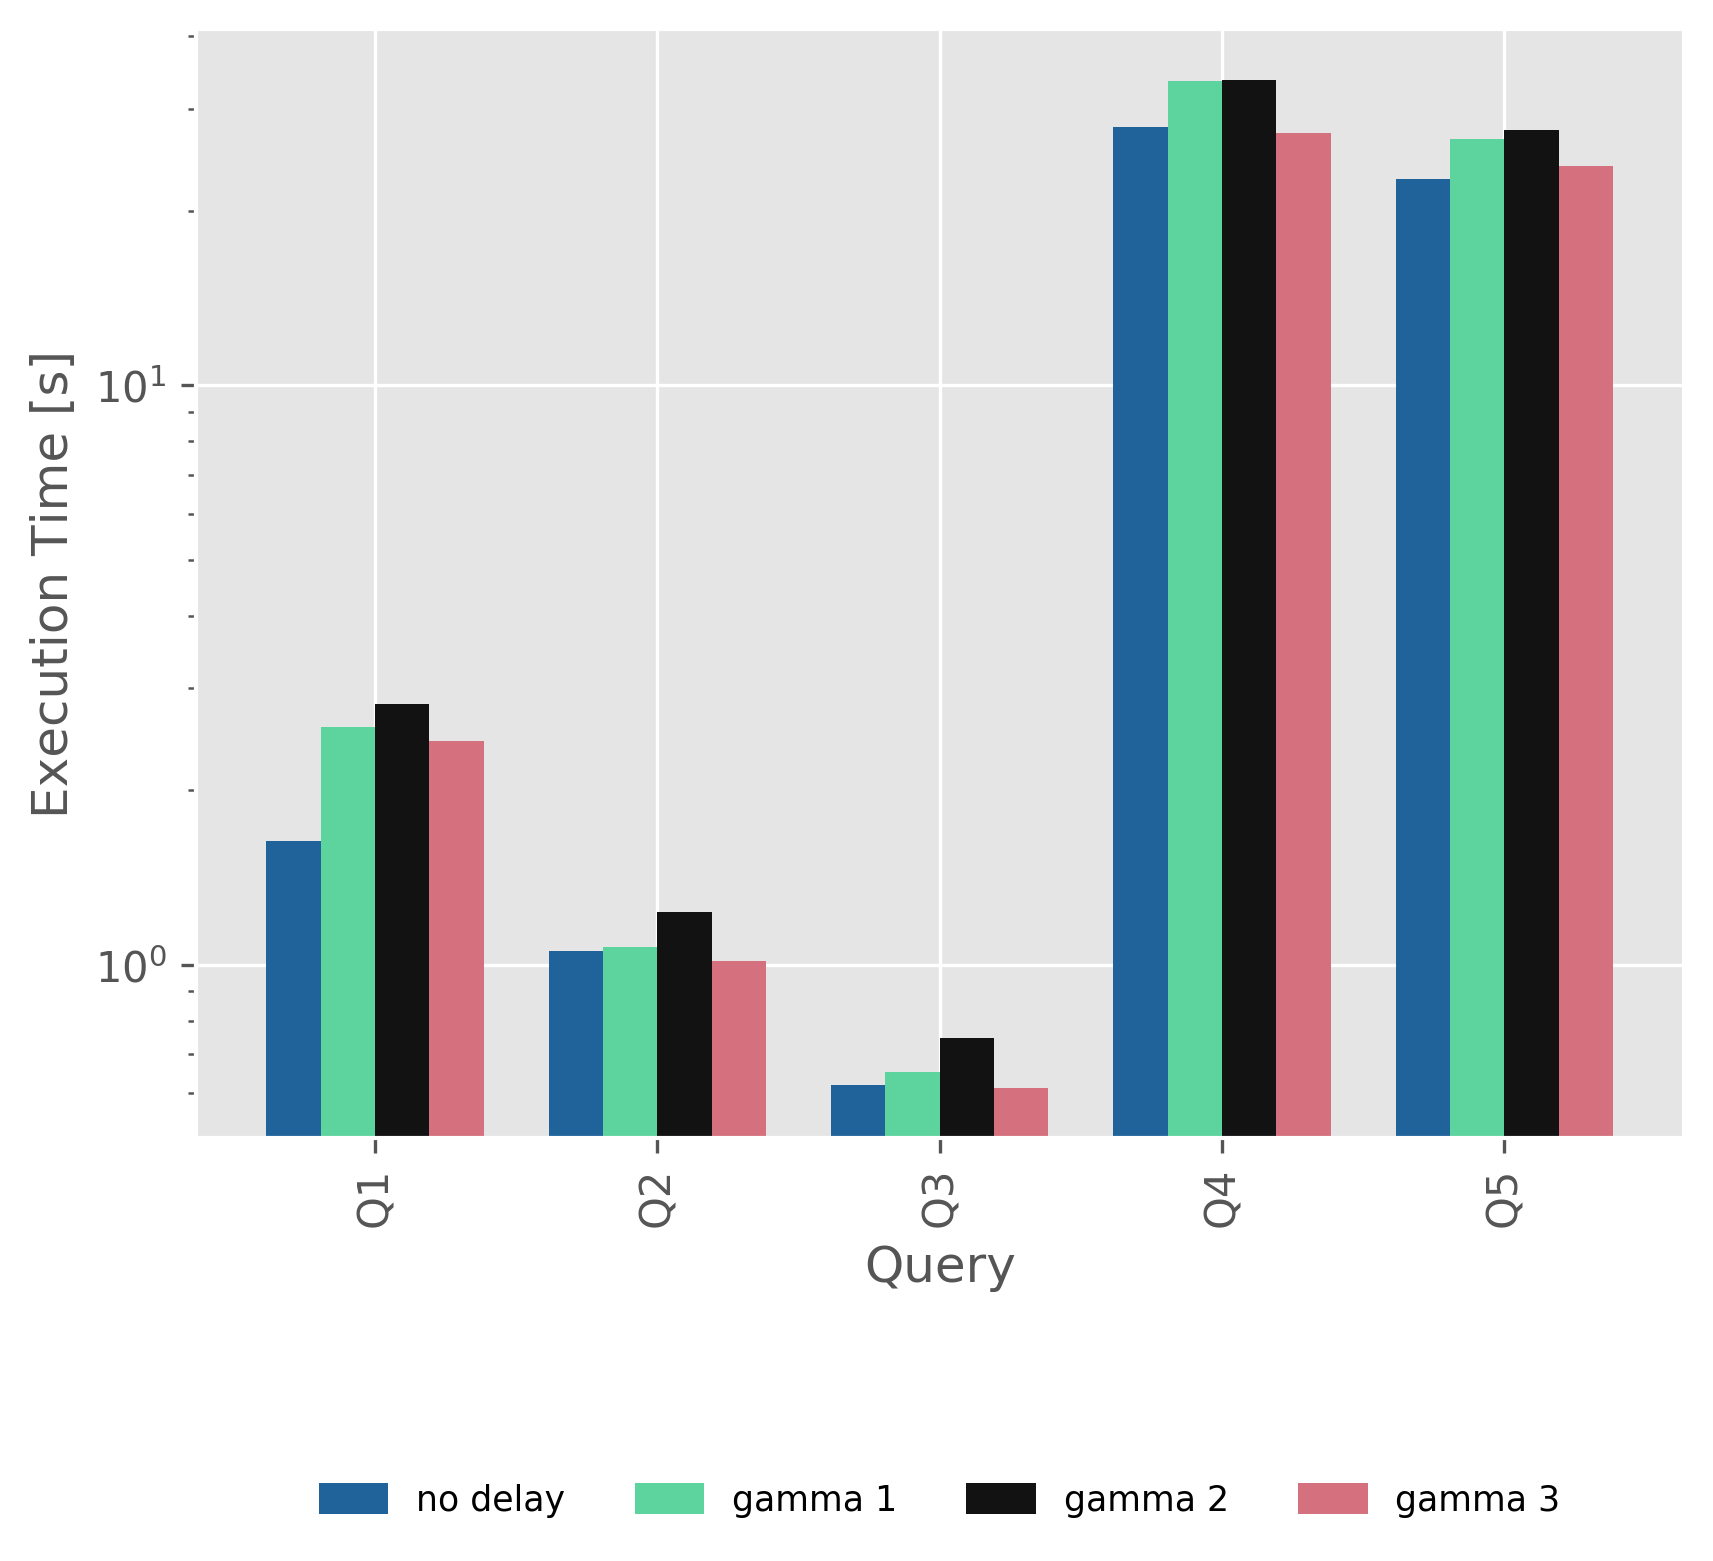 Execution Time [s]
10¹
10⁰
Q1 Q2 Q3 Q4 Q5
Query
no delay gamma 1 gamma 2 gamma 3